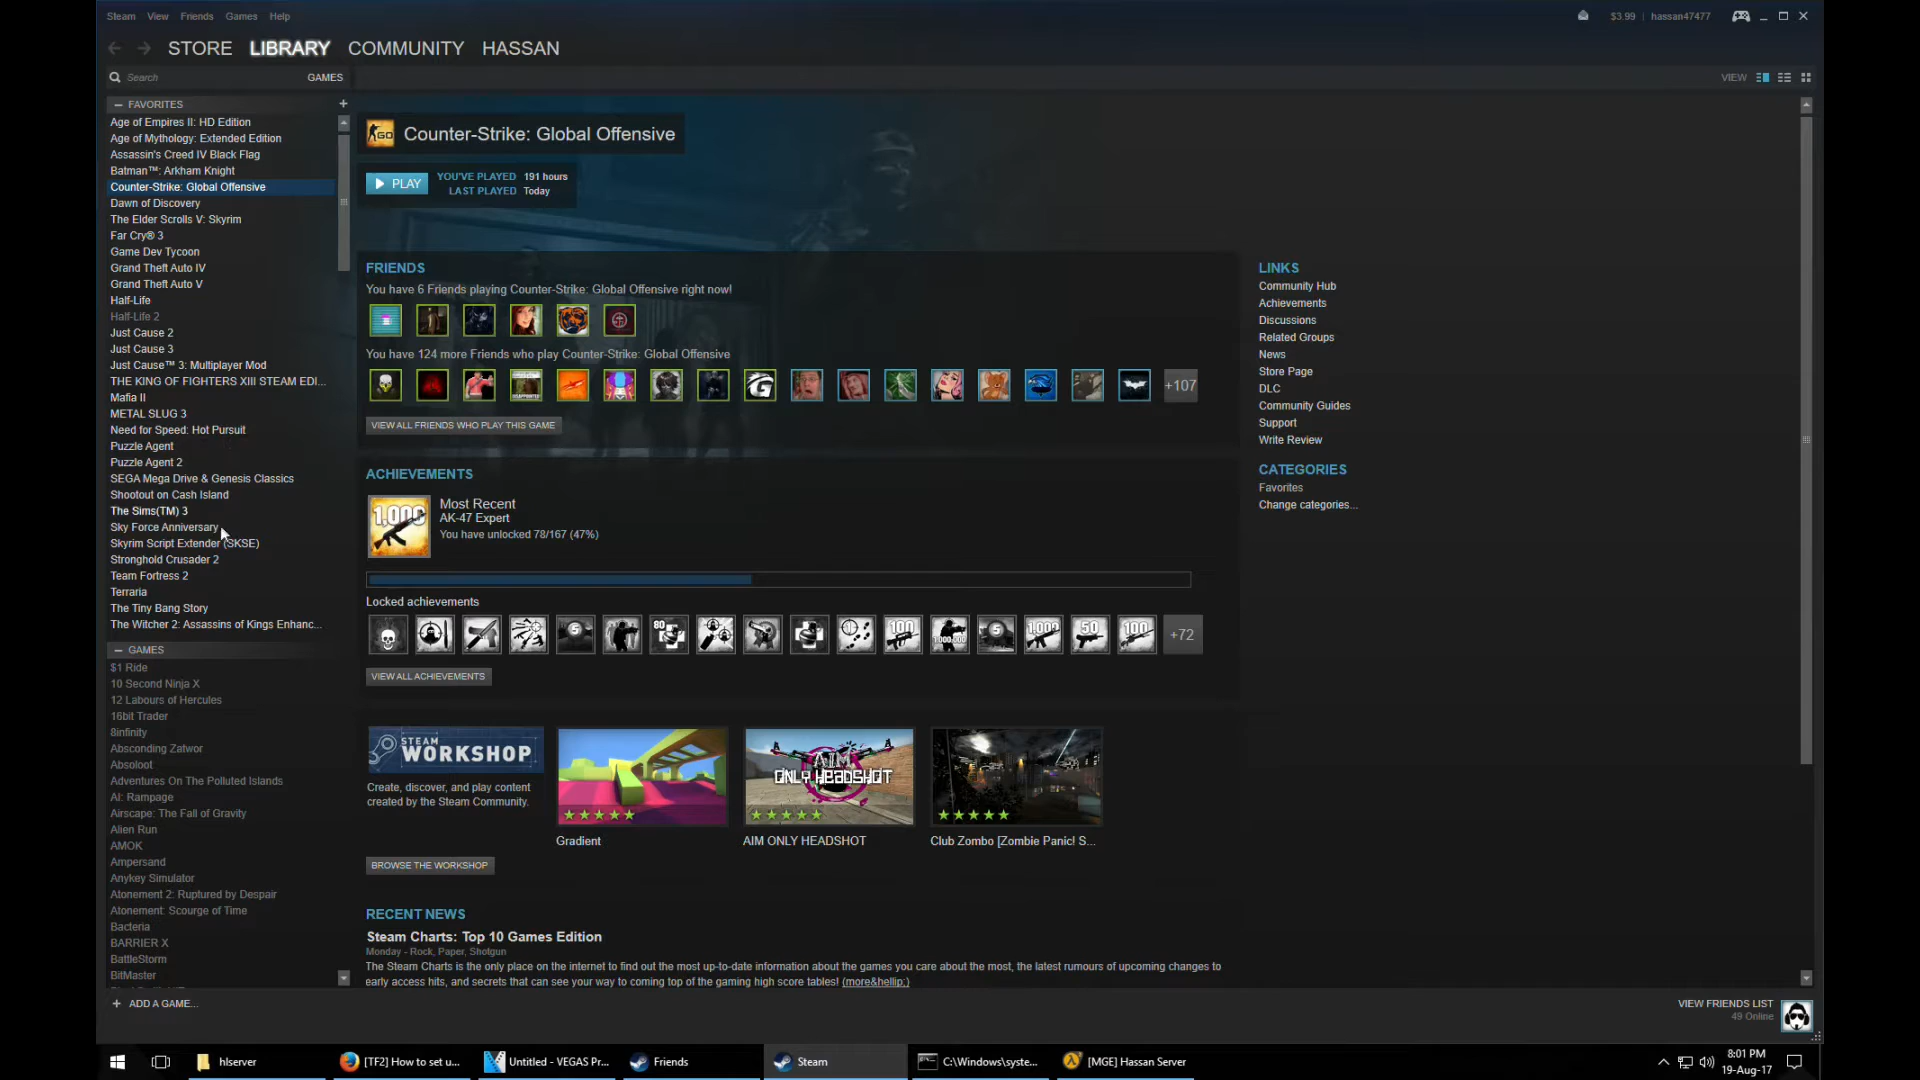 Steam View Friends Games Help
$3.99 | hassan47477
STORE LIBRARY COMMUNITY HASSAN
Search GAMES
VIEW
FAVORITES
Age of Empires II: HD Edition
Age of Mythology: Extended Edition
Assassin's Creed IV Black Flag
Batman™: Arkham Knight
Counter-Strike: Global Offensive
Dawn of Discovery
The Elder Scrolls V: Skyrim
Far Cry® 3
Game Dev Tycoon
Grand Theft Auto IV
Grand Theft Auto V
Half-Life
Half-Life 2
Just Cause 2
Just Cause 3
Just Cause™ 3: Multiplayer Mod
THE KING OF FIGHTERS XIII STEAM EDI...
Mafia II
METAL SLUG 3
Need for Speed: Hot Pursuit
Puzzle Agent
Puzzle Agent 2
SEGA Mega Drive & Genesis Classics
Shootout on Cash Island
The Sims(TM) 3
Sky Force Anniversary
Skyrim Script Extender (SKSE)
Stronghold Crusader 2
Team Fortress 2
Terraria
The Tiny Bang Story
The Witcher 2: Assassins of Kings Enhanc...
GAMES
$1 Ride
10 Second Ninja X
12 Labours of Hercules
16bit Trader
8infinity
Absconding Zatwor
Absoloot
Adventures On The Polluted Islands
AI: Rampage
Airscape: The Fall of Gravity
Alien Run
AMOK
Ampersand
Anykey Simulator
Atonement 2: Ruptured by Despair
Atonement: Scourge of Time
Bacteria
BARRIER X
BattleStorm
BitMaster
ADD A GAME...
GO Counter-Strike: Global Offensive
PLAY
YOU'VE PLAYED 191 hours
LAST PLAYED Today
FRIENDS
You have 6 Friends playing Counter-Strike: Global Offensive right now!
You have 124 more Friends who play Counter-Strike: Global Offensive
+107
VIEW ALL FRIENDS WHO PLAY THIS GAME
ACHIEVEMENTS
1,000
Most Recent
AK-47 Expert
You have unlocked 78/167 (47%)
Locked achievements
5 80 100 1,000,000 5 1,000 50 100 +72
VIEW ALL ACHIEVEMENTS
STEAM WORKSHOP
Create, discover, and play content
created by the Steam Community.
AIM
ONLY HEADSHOT
Gradient
AIM ONLY HEADSHOT
Club Zombo [Zombie Panic! S...
BROWSE THE WORKSHOP
RECENT NEWS
Steam Charts: Top 10 Games Edition
Monday - Rock, Paper, Shotgun
The Steam Charts is the only place on the internet to find out the most up-to-date information about the games you care about the most, the latest rumours of upcoming changes to
early access hits, and secrets that can see your way to coming top of the gaming high score tables! (more&hellip;)
LINKS
Community Hub
Achievements
Discussions
Related Groups
News
Store Page
DLC
Community Guides
Support
Write Review
CATEGORIES
Favorites
Change categories...
VIEW FRIENDS LIST
49 Online
hlserver
[TF2] How to set u...
Untitled - VEGAS Pr...
Friends
Steam
C:\Windows\syste...
[MGE] Hassan Server
8:01 PM
19-Aug-17